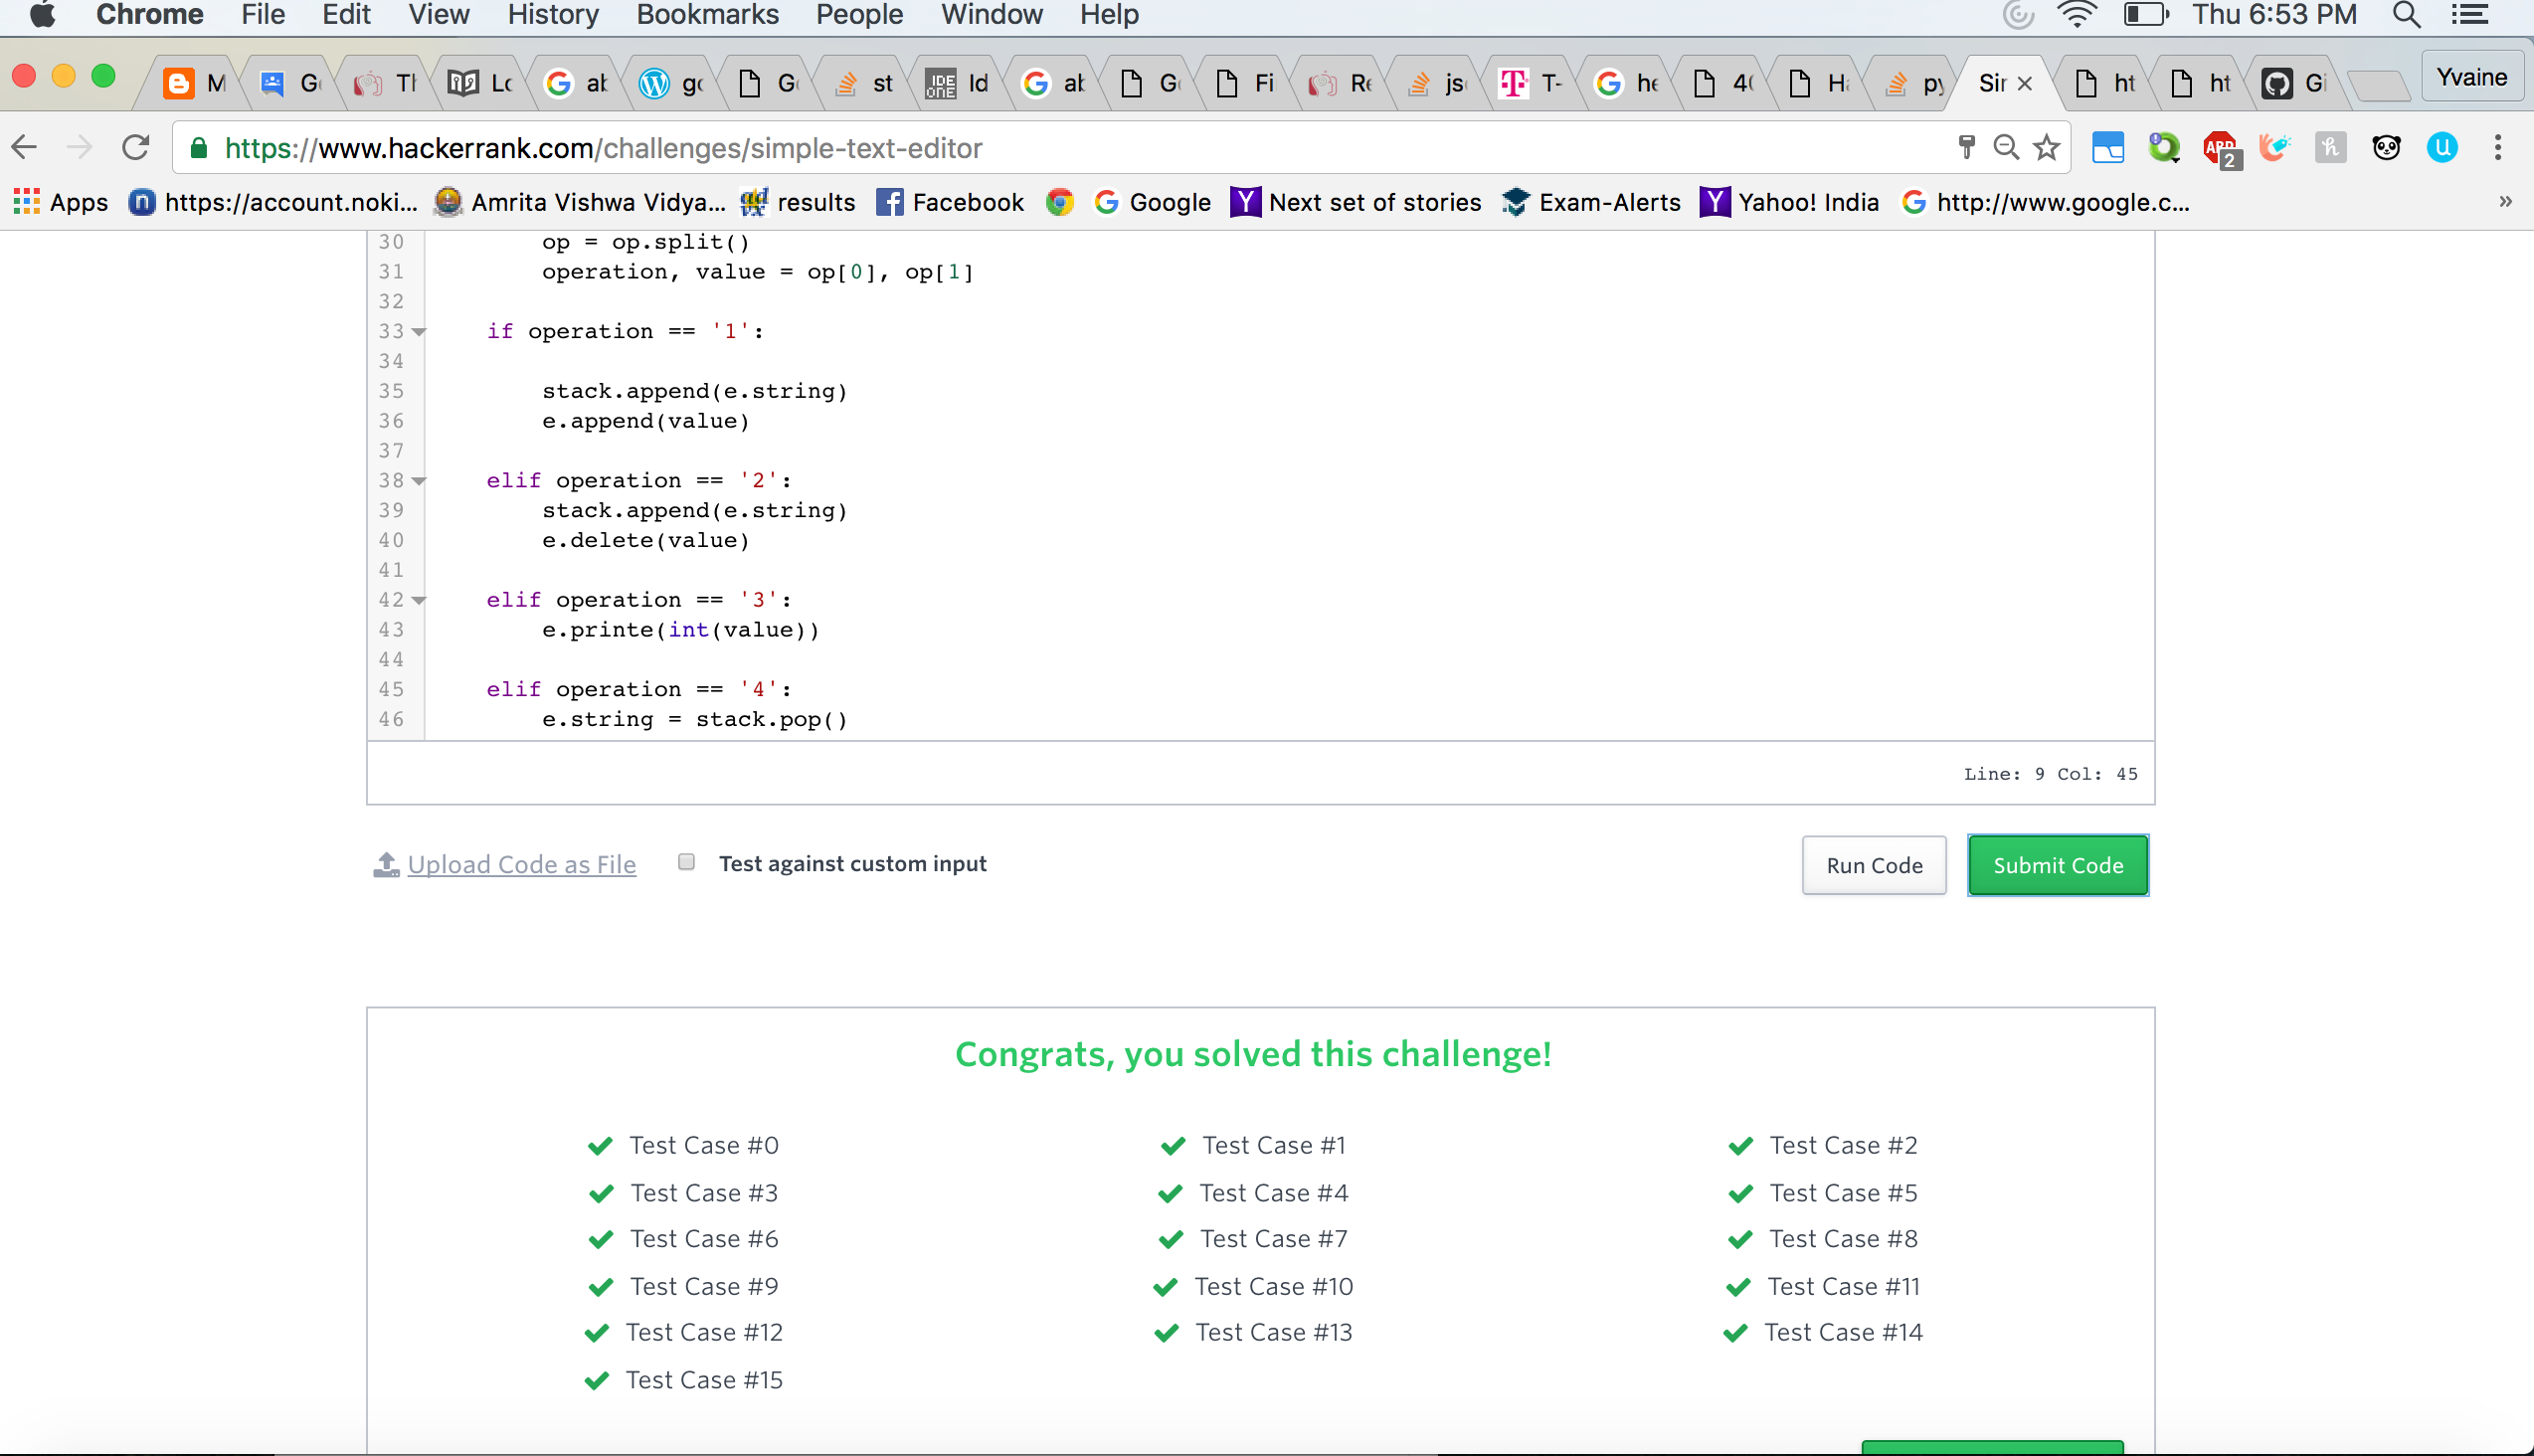 Chrome File Edit View History Bookmarks People Window Help Thu 6:53 PM
M G Th Lo ab go G st Id ab G Fi Re js T- he 4 Ha py Sir ht ht Gi Yvaine
https://www.hackerrank.com/challenges/simple-text-editor ABP 2 h u
Apps n https://account.noki... Amrita Vishwa Vidya... results Facebook Google Next set of stories Exam-Alerts Yahoo! India http://www.google.c... »
30 op = op.split()
31 operation, value = op[0], op[1]
32
33 if operation == '1':
34
35 stack.append(e.string)
36 e.append(value)
37
38 elif operation == '2':
39 stack.append(e.string)
40 e.delete(value)
41
42 elif operation == '3':
43 e.printe(int(value))
44
45 elif operation == '4':
46 e.string = stack.pop()
Line: 9 Col: 45
Upload Code as File Test against custom input Run Code Submit Code
Congrats, you solved this challenge!
Test Case #0 Test Case #1 Test Case #2
Test Case #3 Test Case #4 Test Case #5
Test Case #6 Test Case #7 Test Case #8
Test Case #9 Test Case #10 Test Case #11
Test Case #12 Test Case #13 Test Case #14
Test Case #15